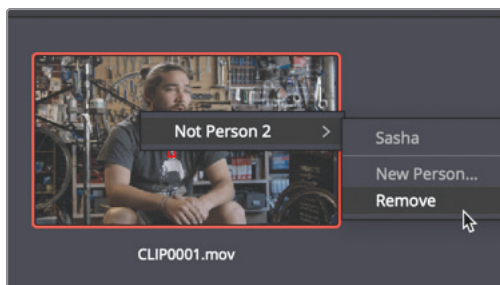 Not Person 2 >
Sasha
New Person...
Remove
CLIP0001.mov